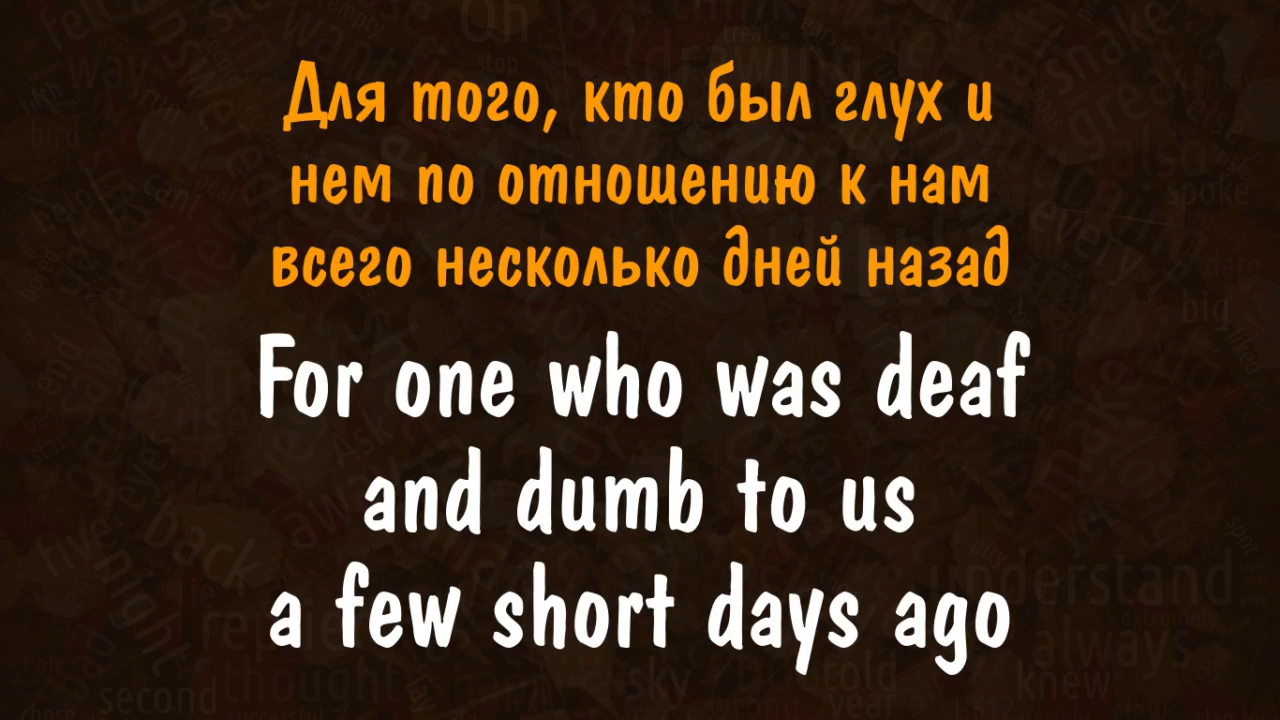 Для того, кто был глух и
нем по отношению к нам
всего несколько дней назад
For one who was deaf
and dumb to us
a few short days ago